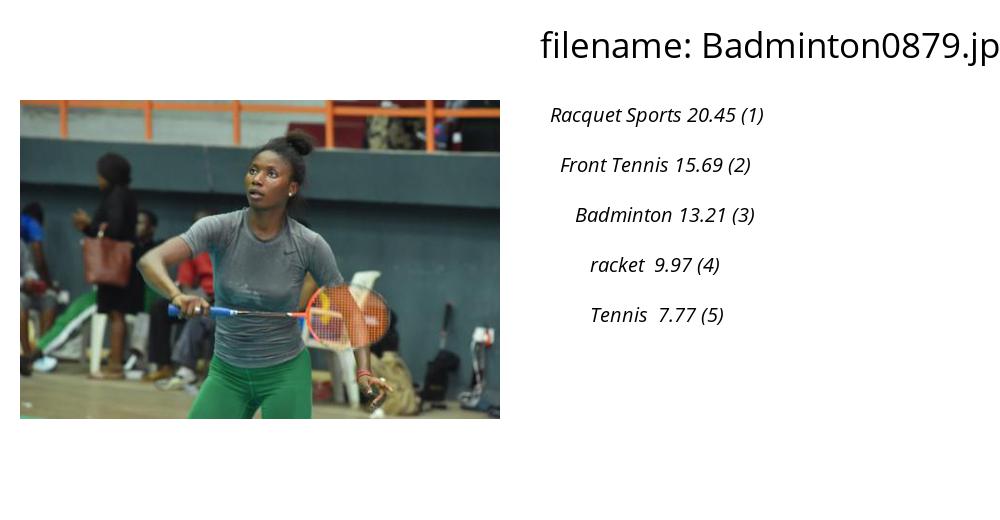 filename: Badminton0879.jp
Racquet Sports 20.45 (1)
Front Tennis 15.69 (2)
Badminton 13.21 (3)
racket 9.97 (4)
Tennis 7.77 (5)